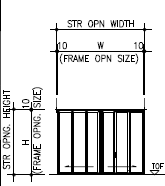 STR OPN WIDTH
10 W 10
(FRAME OPN SIZE)
STR OPNG. HEIGHT
H 10
(FRAME OPNG. SIZE)
TOF